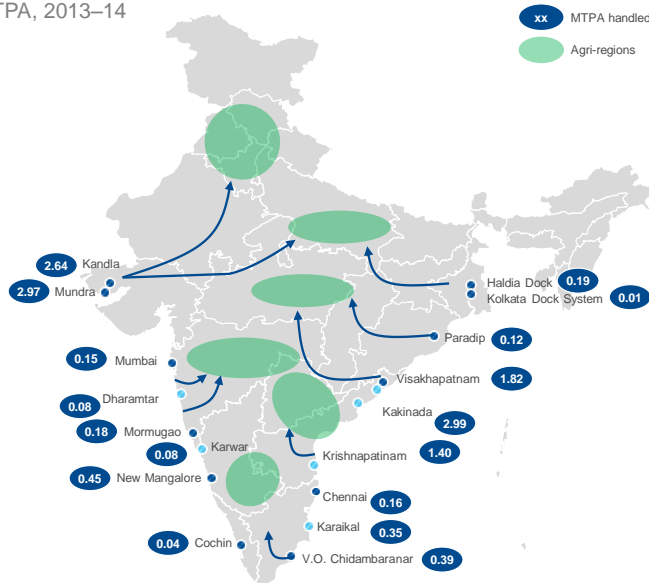 TPA, 2013–14
xx MTPA handled
Agri-regions
2.64 Kandla
2.97 Mundra
Haldia Dock 0.19
Kolkata Dock System 0.01
Paradip 0.12
0.15 Mumbai
Visakhapatnam 1.82
0.08 Dharamtar
Kakinada 2.99
0.18 Mormugao
0.08 Karwar
Krishnapatinam 1.40
0.45 New Mangalore
Chennai 0.16
Karaikal 0.35
0.04 Cochin
V.O. Chidambaranar 0.39